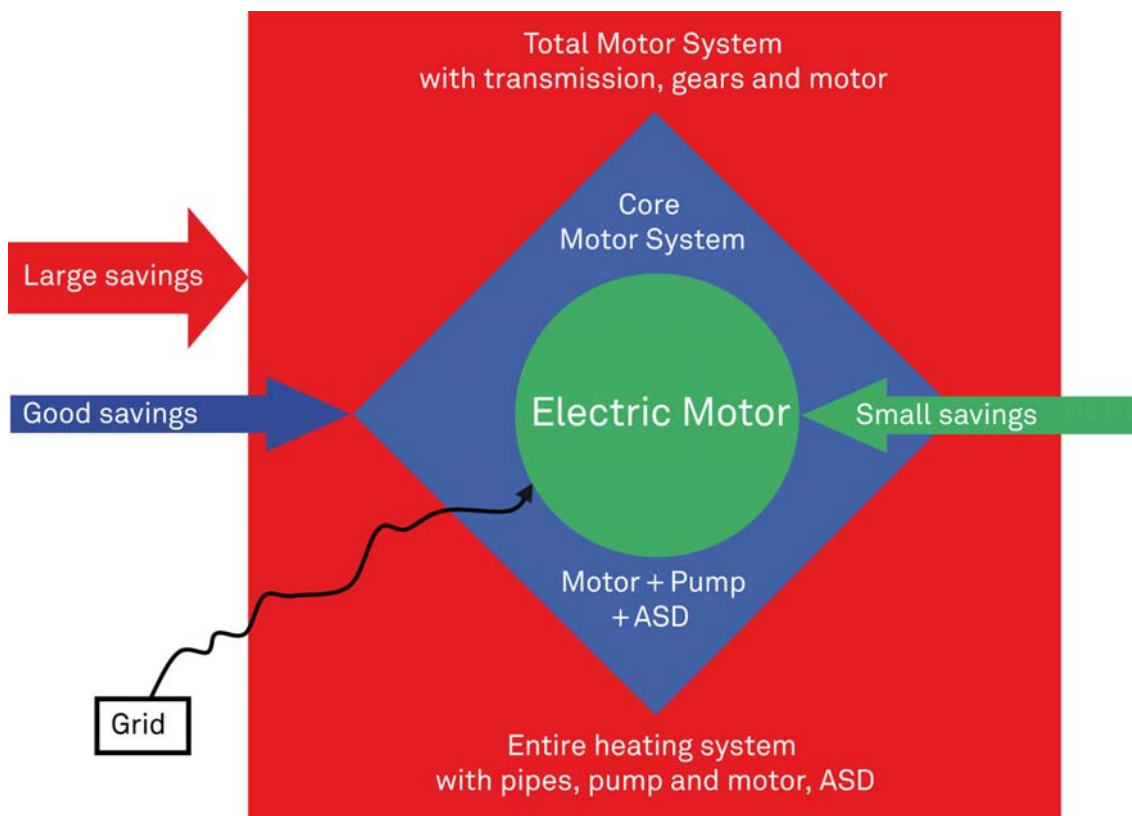 Total Motor System
with transmission, gears and motor
Core
Motor System
Large savings
Good savings
Electric Motor
Small savings
Motor + Pump
+ ASD
Grid
Entire heating system
with pipes, pump and motor, ASD